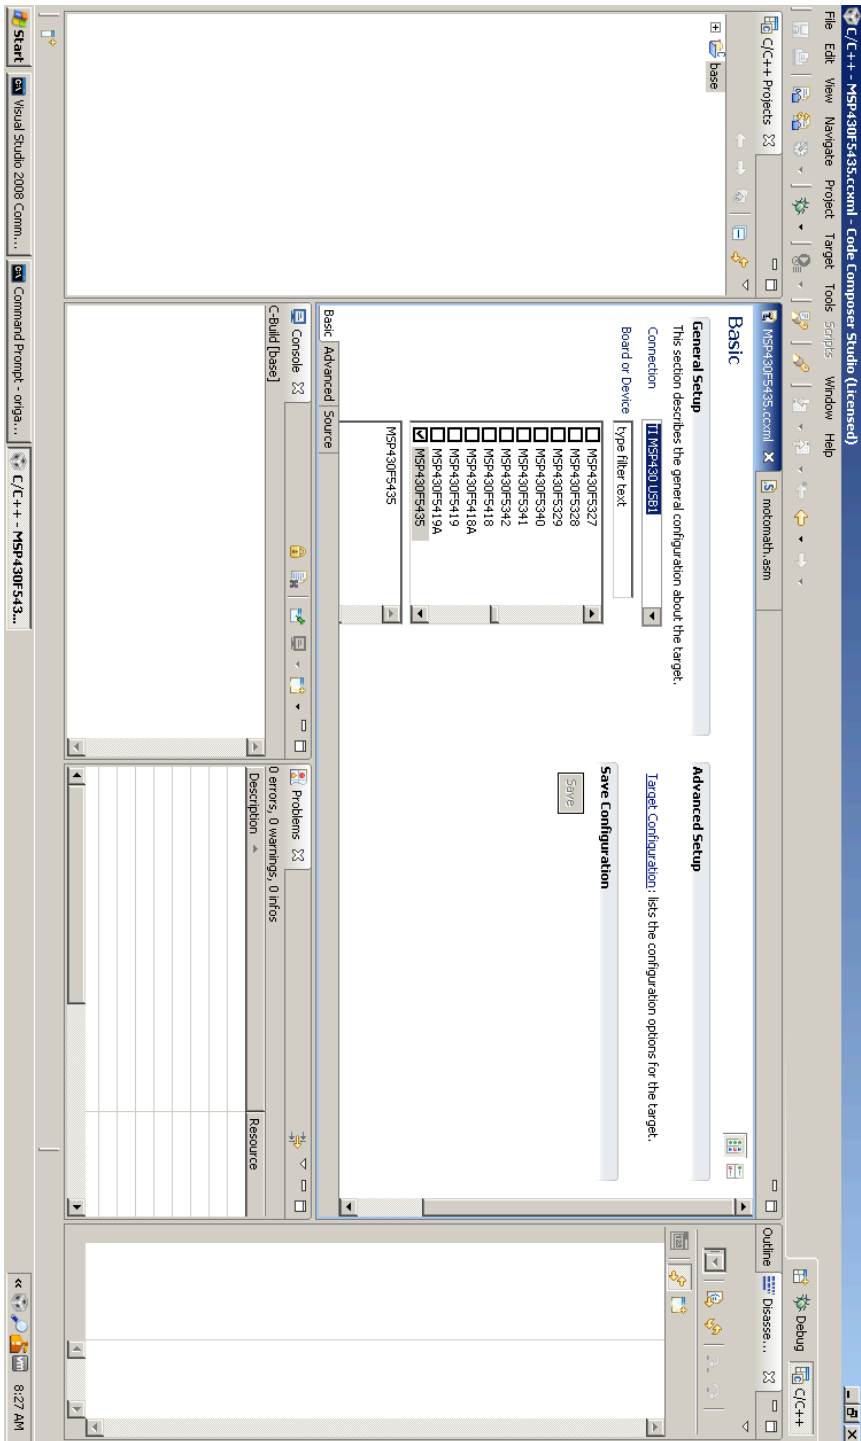 C/C++ - MSP430F5435.ccxml - Code Composer Studio (Licensed)
File Edit View Navigate Project Target Tools Scripts Window Help
Debug C/C++
C/C++ Projects
base
MSP430F5435.ccxml motomath.asm
Basic
General Setup
This section describes the general configuration about the target.
Connection TI MSP430 USB1
Board or Device type filter text
MSP430F5327
MSP430F5328
MSP430F5329
MSP430F5340
MSP430F5341
MSP430F5342
MSP430F5418
MSP430F5418A
MSP430F5419
MSP430F5419A
MSP430F5435
MSP430F5435
Advanced Setup
Target Configuration: lists the configuration options for the target.
Save Configuration
Save
Basic Advanced Source
Outline Disasse...
Console
C-Build [base]
Problems
0 errors, 0 warnings, 0 infos
Description Resource
Start Visual Studio 2008 Comm... Command Prompt - origa... C/C++ - MSP430F543... 8:27 AM